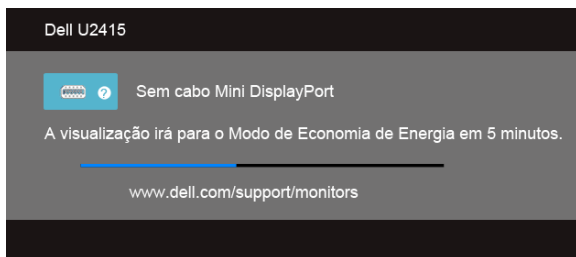 Dell U2415
Sem cabo Mini DisplayPort
A visualização irá para o Modo de Economia de Energia em 5 minutos.
www.dell.com/support/monitors